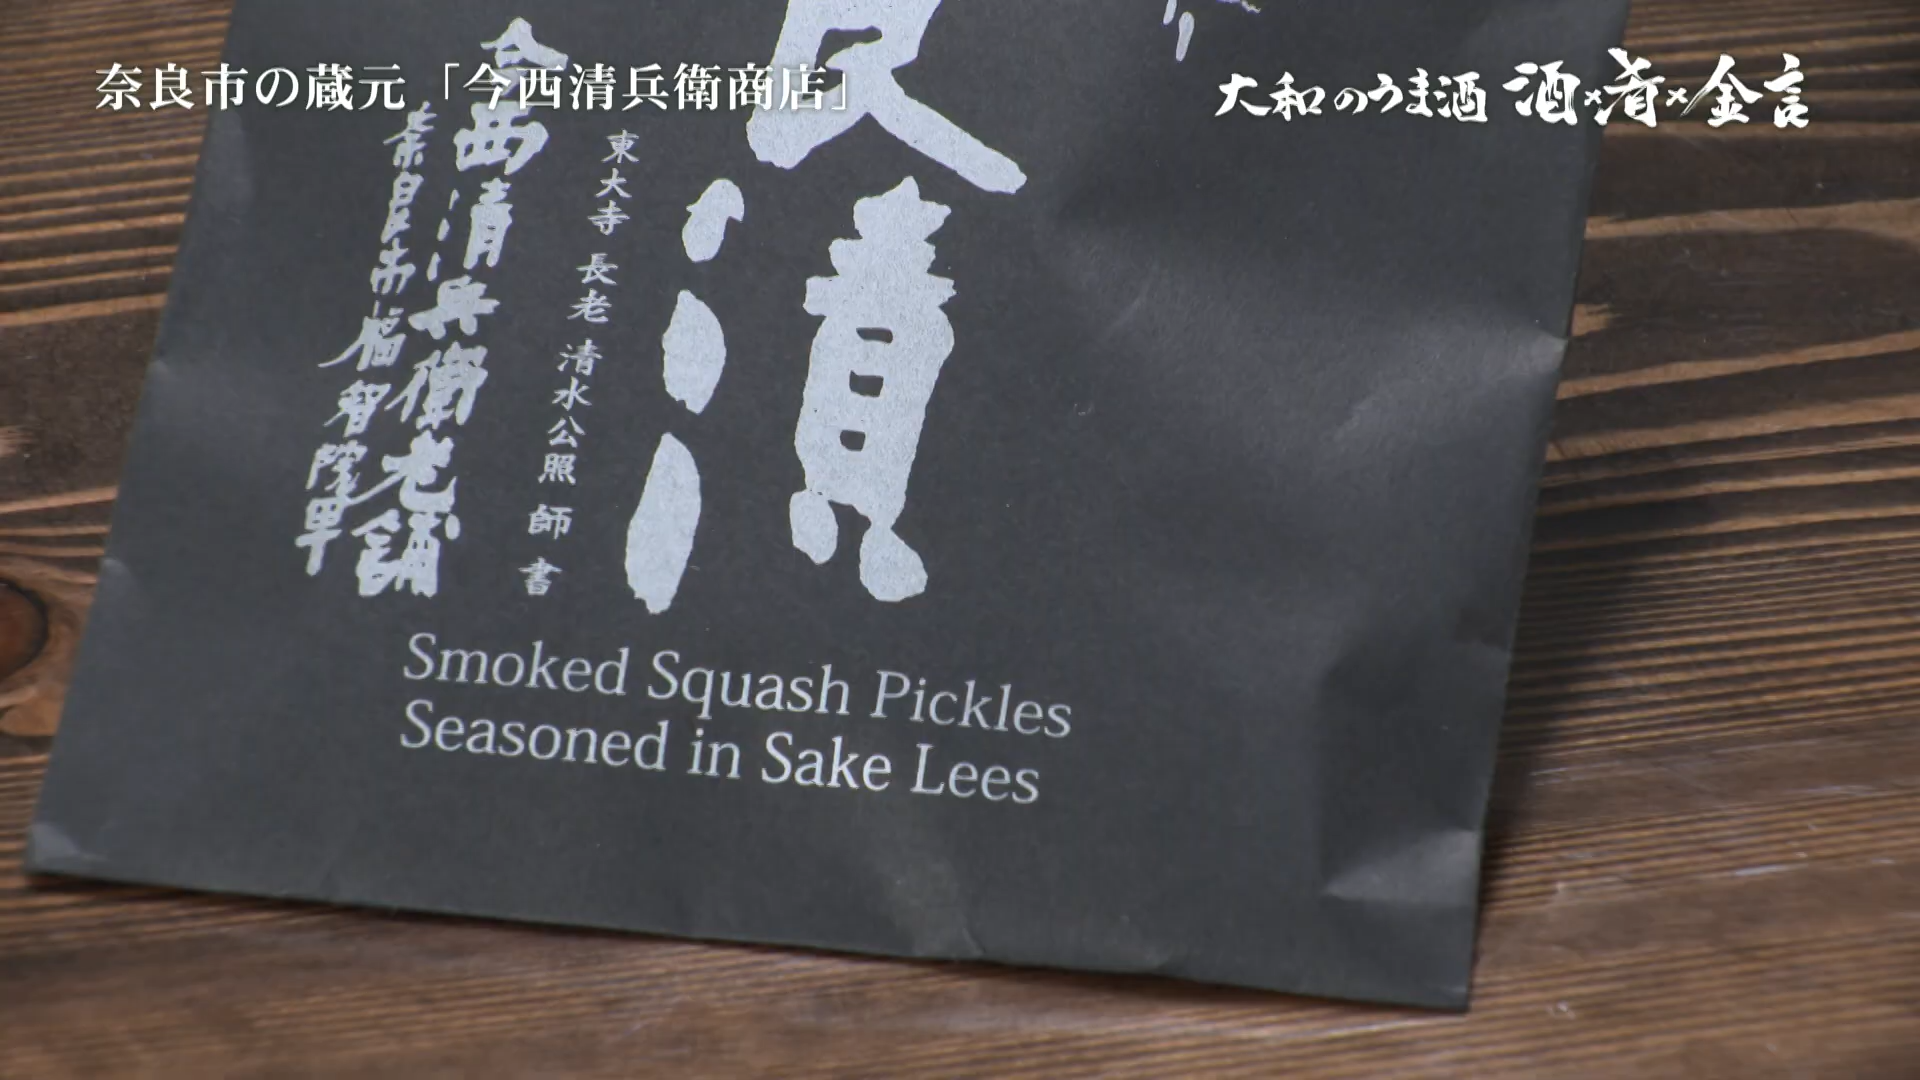 奈良市の蔵元「今西清兵衛商店」
大和のうま酒 酒×肴×金言
良漬
東大寺 長老 清水公照 師 書
今西清兵衛老舗
奈良市福智院町
Smoked Squash Pickles
Seasoned in Sake Lees